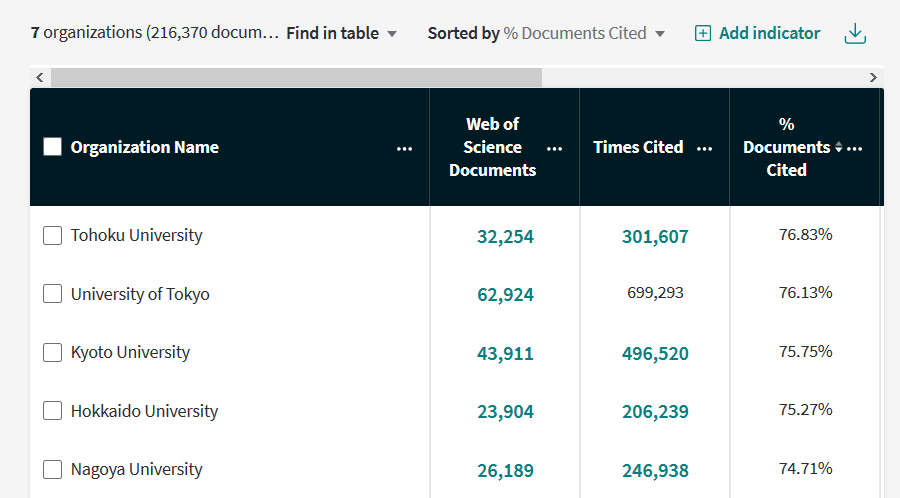 7 organizations (216,370 docum… Find in table Sorted by % Documents Cited Add indicator
Organization Name Web of Science Documents Times Cited % Documents Cited
Tohoku University 32,254 301,607 76.83%
University of Tokyo 62,924 699,293 76.13%
Kyoto University 43,911 496,520 75.75%
Hokkaido University 23,904 206,239 75.27%
Nagoya University 26,189 246,938 74.71%